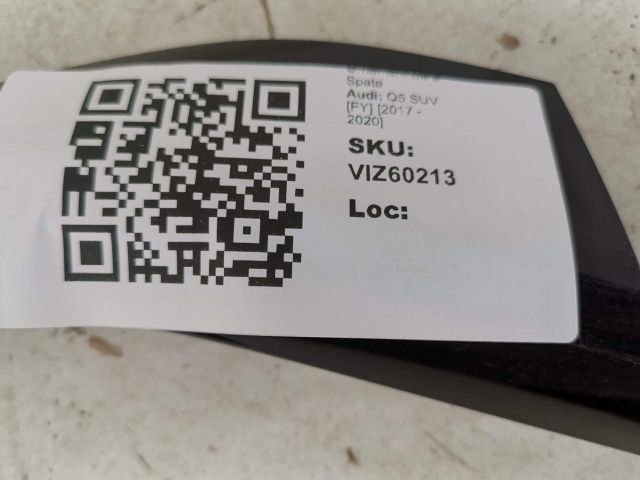 Spate
Audi: Q5 SUV
[FY] [2017 -
2020]
SKU:
VIZ60213
Loc: